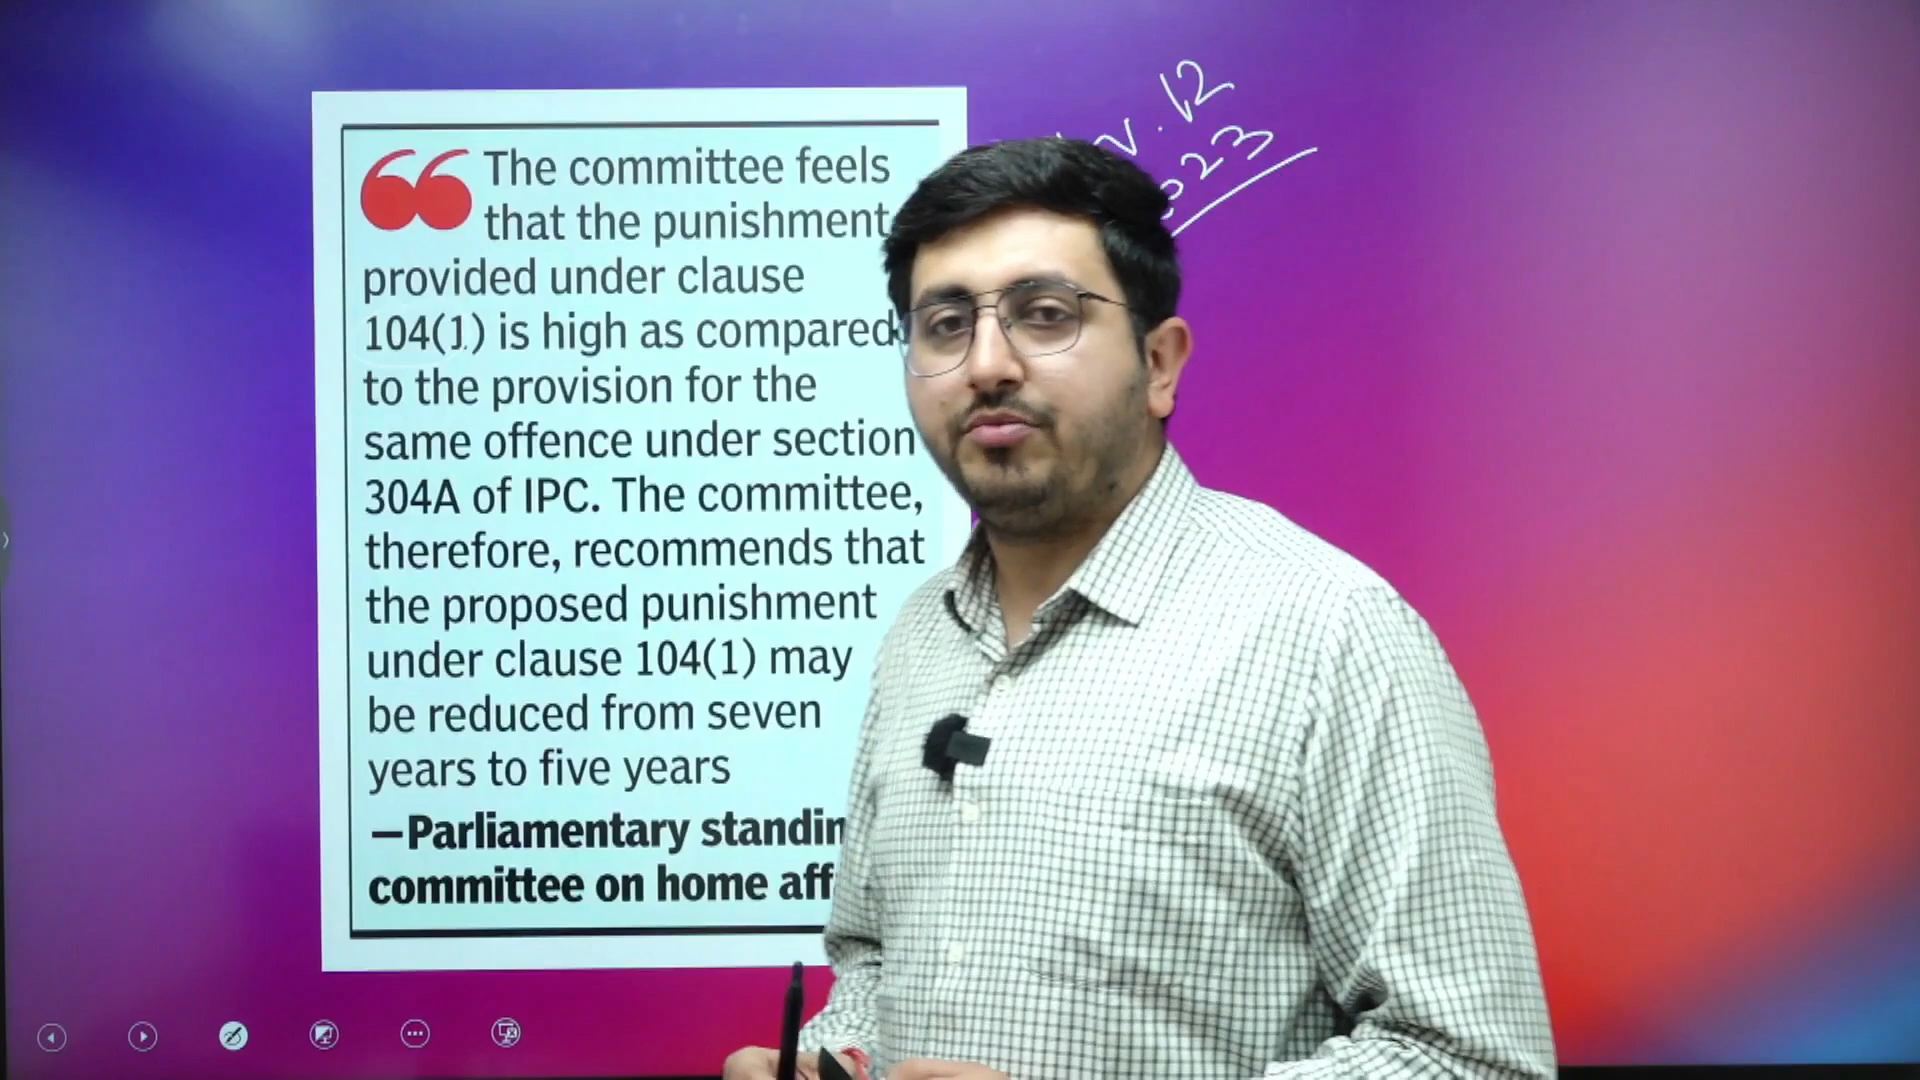 The committee feels
that the punishment
provided under clause
104(1) is high as compared
to the provision for the
same offence under section
304A of IPC. The committee,
therefore, recommends that
the proposed punishment
under clause 104(1) may
be reduced from seven
years to five years
—Parliamentary
committee on home
12
2023